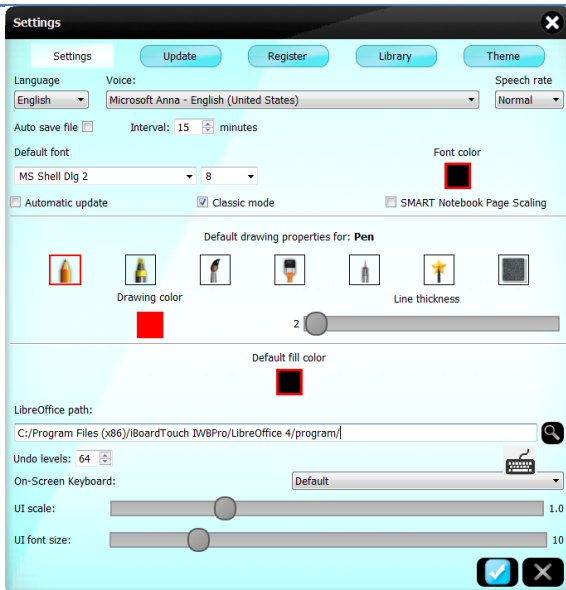 Settings
Settings Update Register Library Theme
Language Voice: Speech rate
English Microsoft Anna - English (United States) Normal
Auto save file Interval: 15 minutes
Default font Font color
MS Shell Dlg 2 8
Automatic update Classic mode SMART Notebook Page Scaling
Default drawing properties for: Pen
Drawing color Line thickness
2
Default fill color
LibreOffice path:
C:/Program Files (x86)/iBoardTouch IWBPro/LibreOffice 4/program/
Undo levels: 64
On-Screen Keyboard: Default
UI scale: 1.0
UI font size: 10